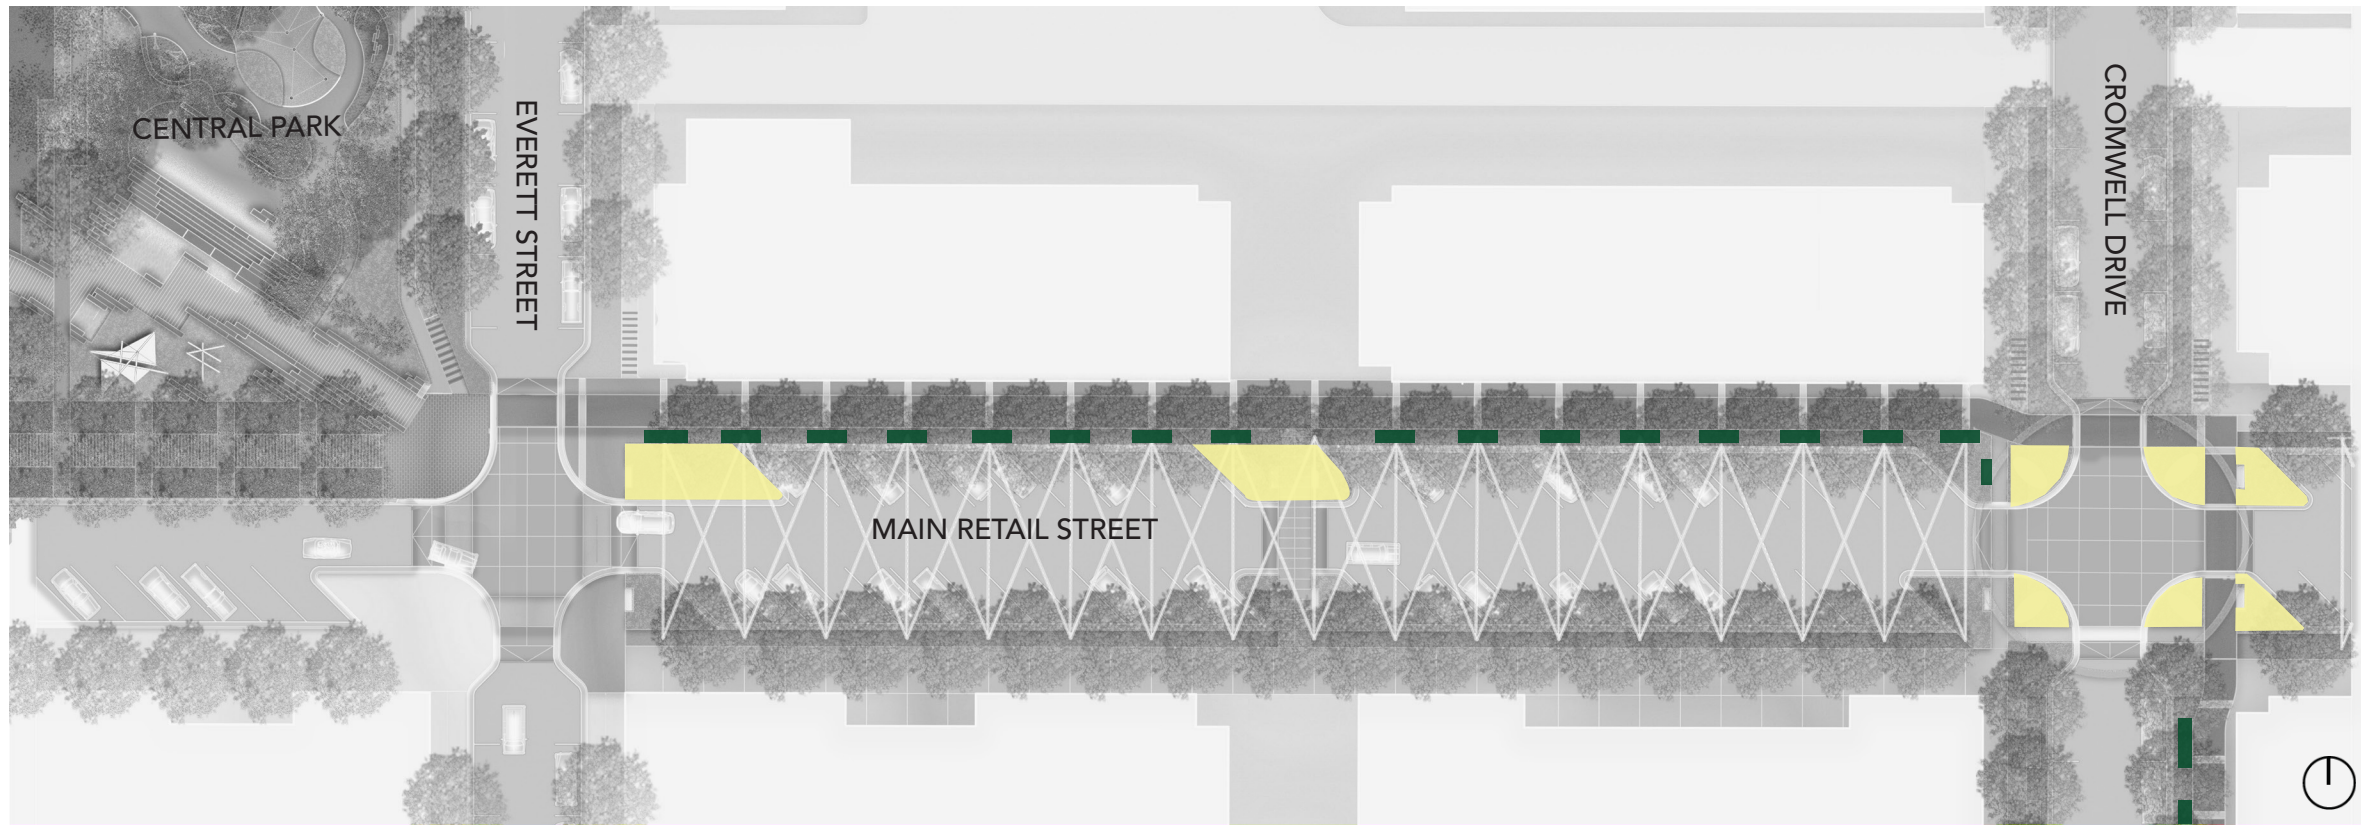 CENTRAL PARK
EVERETT STREET
CROMWELL DRIVE
MAIN RETAIL STREET